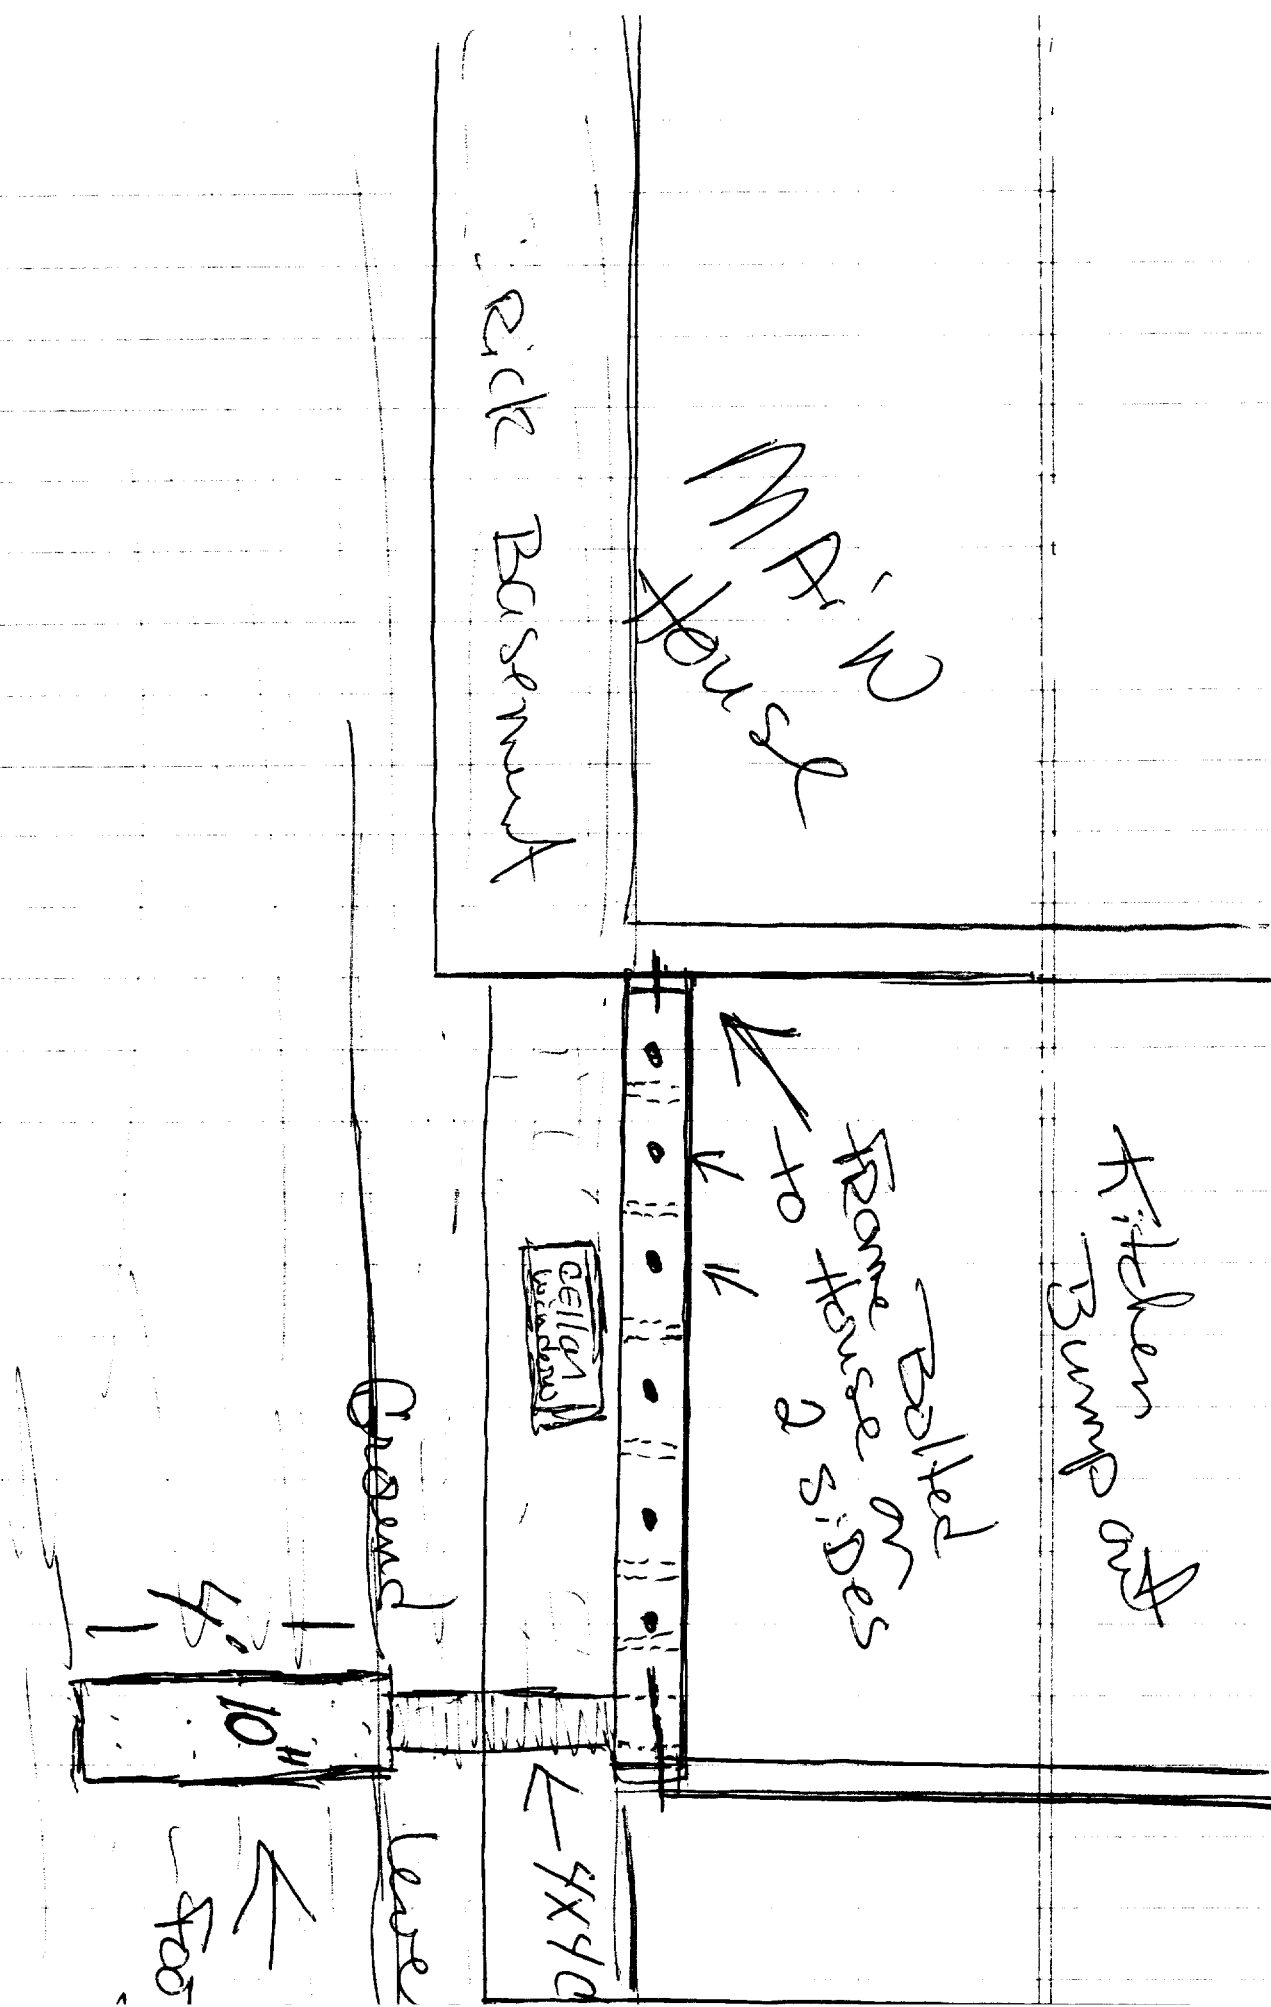 Kitchen
Bump out
Main
House
Bolted
Frame on
to House
2 SiDes
Rick Basement
CEllar
window
4x4
Ground
leve
4'
10"
foo